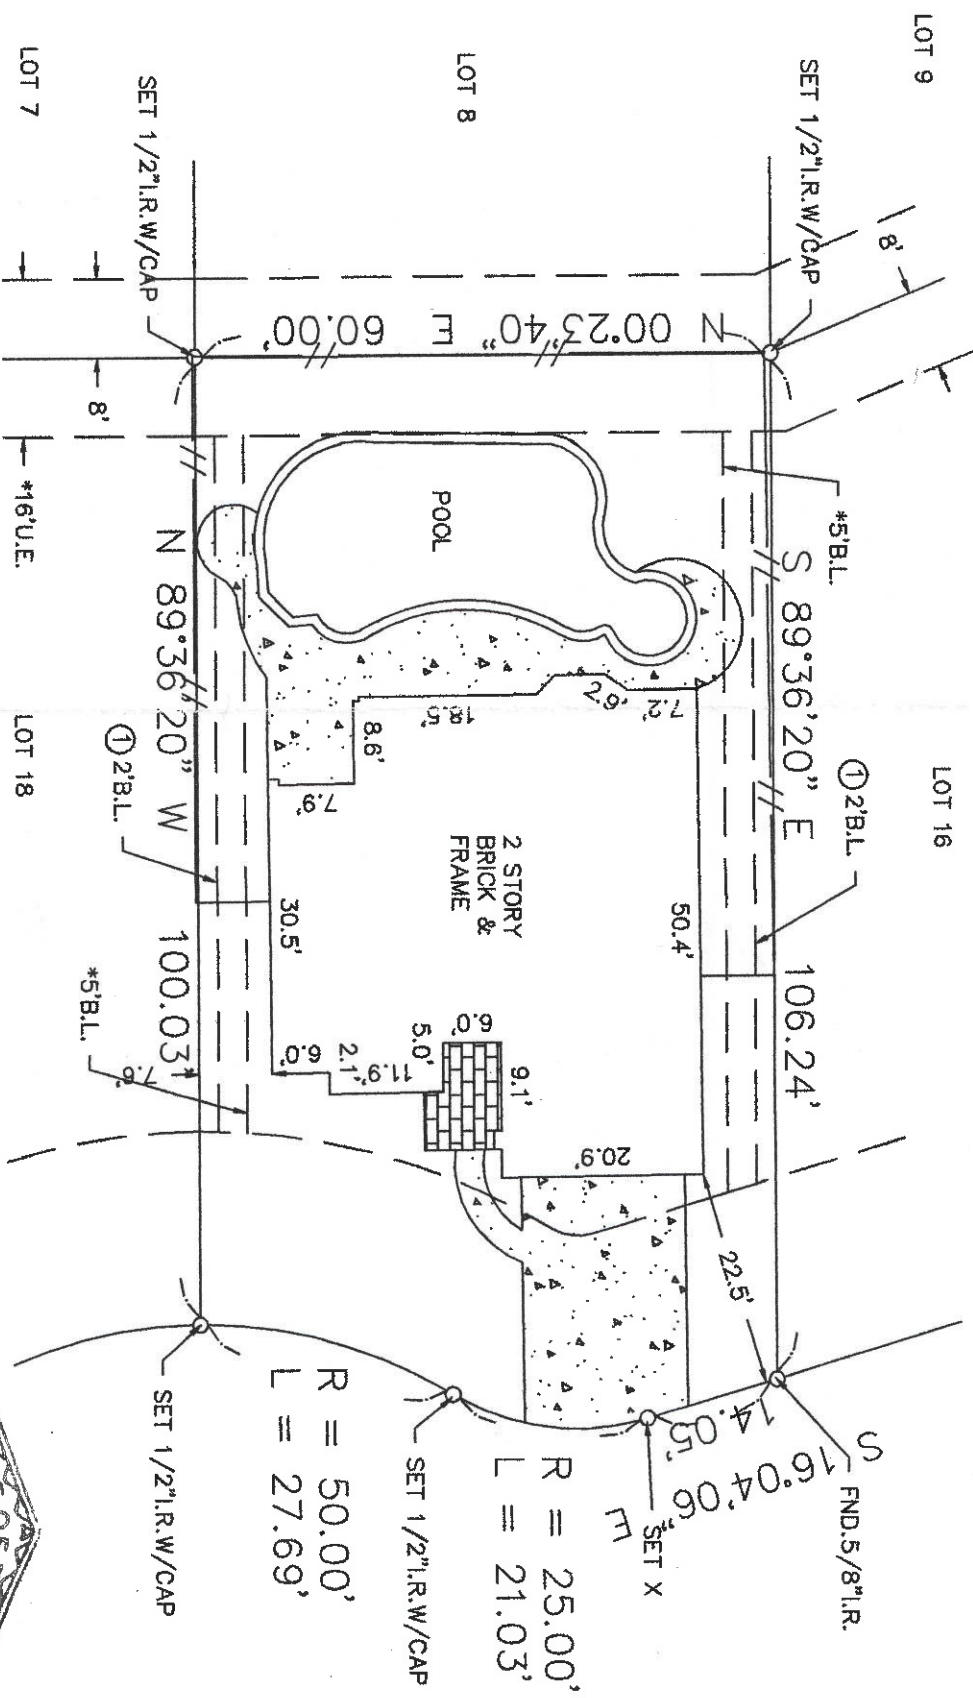 LOT 9
LOT 8
LOT 7
SET 1/2"I.R.W/CAP
SET 1/2"I.R.W/CAP
8'
8'
*16'U.E.
N 00°23'40" E 60.00'
*5'B.L.
S 89°36'20" E 106.24'
LOT 16
①2'B.L.
POOL
7.2'
6.2'
8.6'
7.9'
2 STORY
BRICK &
FRAME
50.4'
30.5'
N 89°36'20" W 100.03'
LOT 18
①2'B.L.
*5'B.L.
7.6'
6.0'
2.1'
11.9'
5.0'
6.0'
9.1'
20.9'
22.5'
14.05'
S 16°04'06" E
FND.5/8"I.R.
SET X
R = 25.00'
L = 21.03'
SET 1/2"I.R.W/CAP
R = 50.00'
L = 27.69'
SET 1/2"I.R.W/CAP